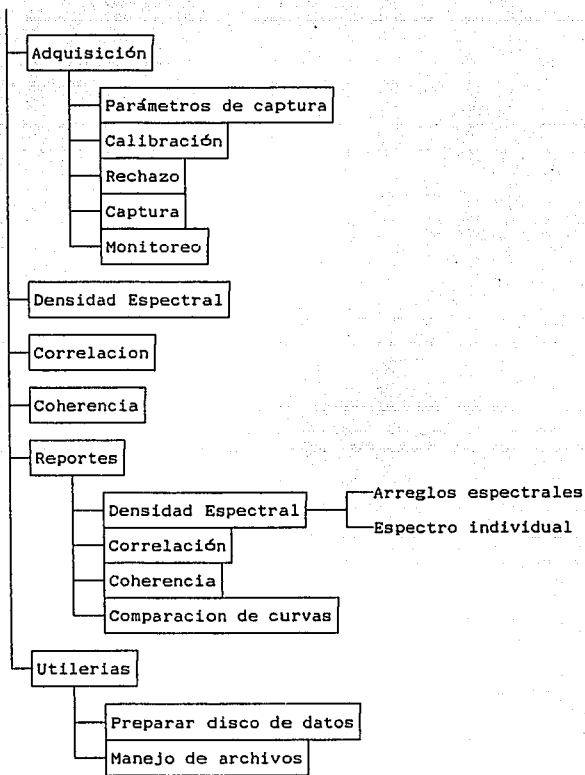 Adquisición
Parámetros de captura
Calibración
Rechazo
Captura
Monitoreo
Densidad Espectral
Correlacion
Coherencia
Reportes
Densidad Espectral
Arreglos espectrales
Espectro individual
Correlación
Coherencia
Comparacion de curvas
Utilerias
Preparar disco de datos
Manejo de archivos